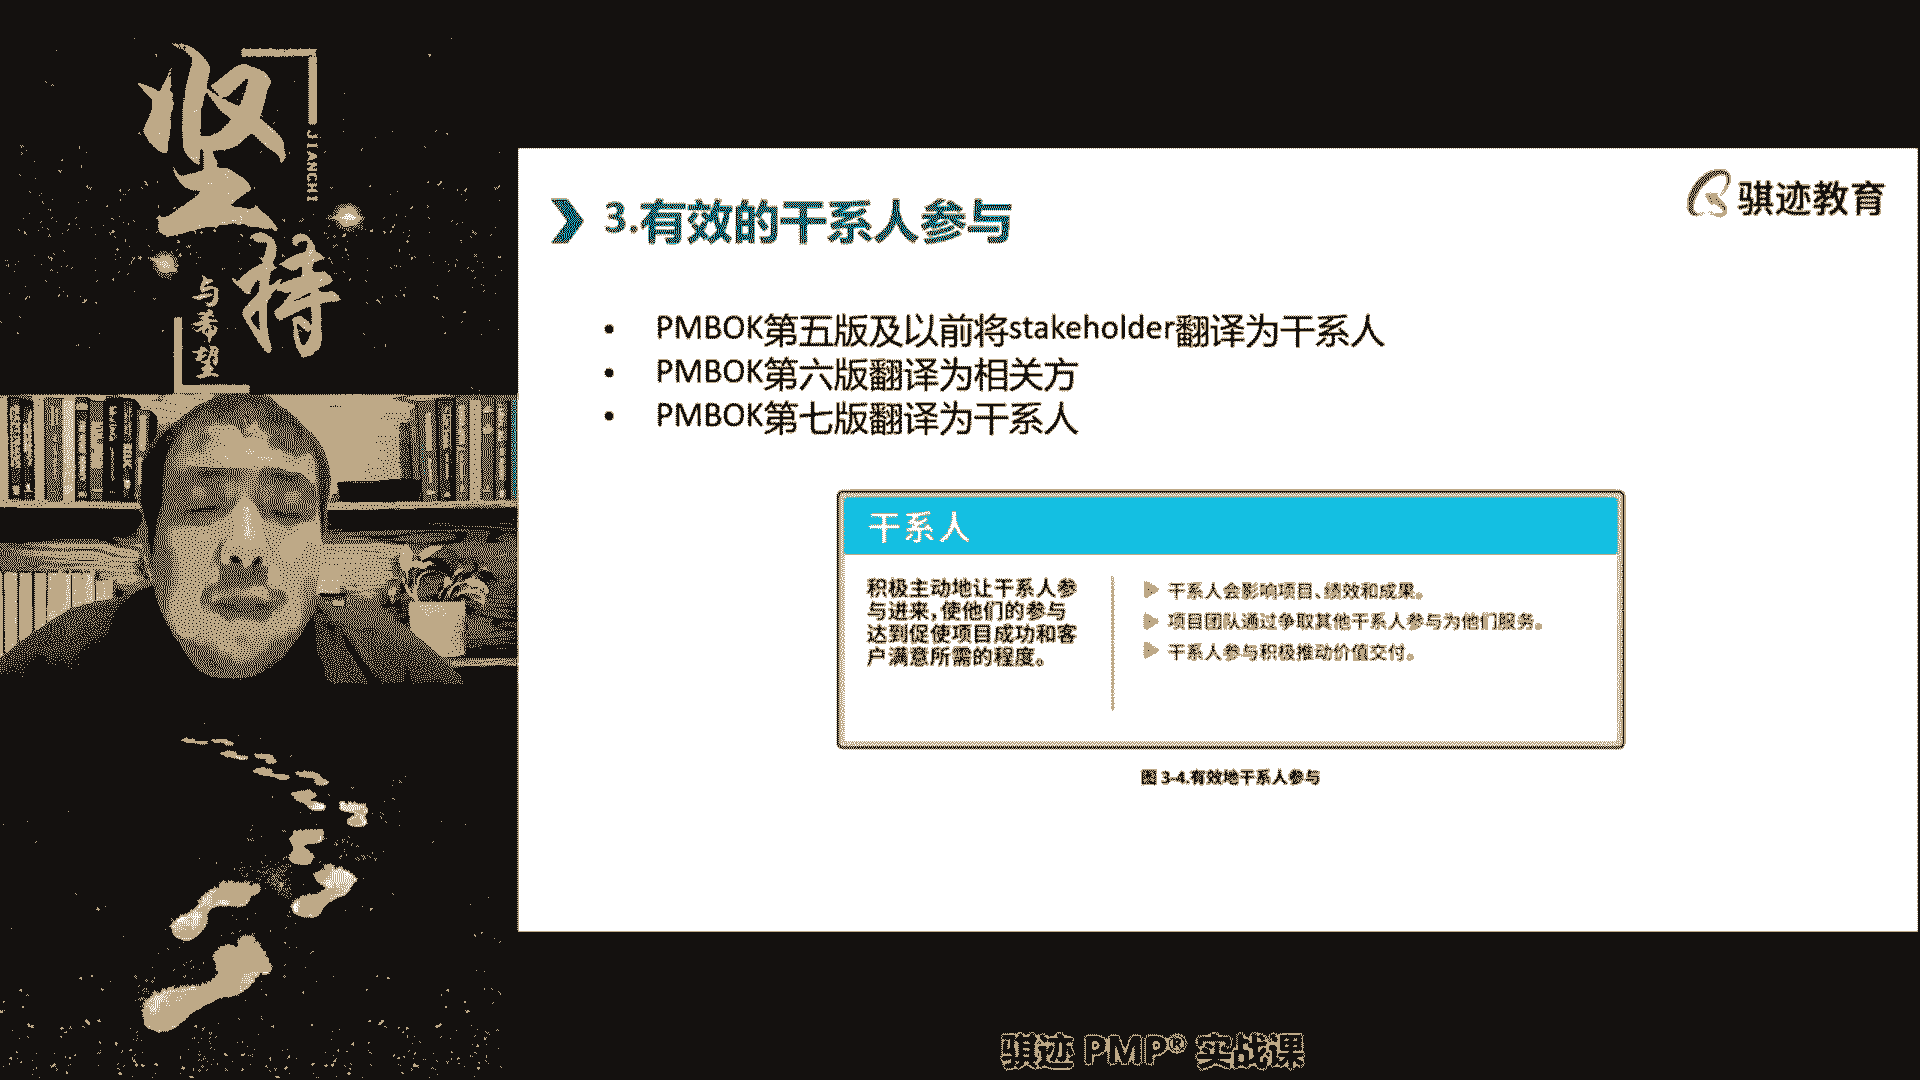 坚持
JIANCHI
与希望
骐迹教育
3.有效的干系人参与
• PMBOK第五版及以前将stakeholder翻译为干系人
• PMBOK第六版翻译为相关方
• PMBOK第七版翻译为干系人
干系人
积极主动地让干系人参
与进来,使他们的参与
达到促使项目成功和客
户满意所需的程度。
干系人会影响项目、绩效和成果。
项目团队通过争取其他干系人参与为他们服务。
干系人参与积极推动价值交付。
图 3-4.有效地干系人参与
骐迹 PMP® 实战课